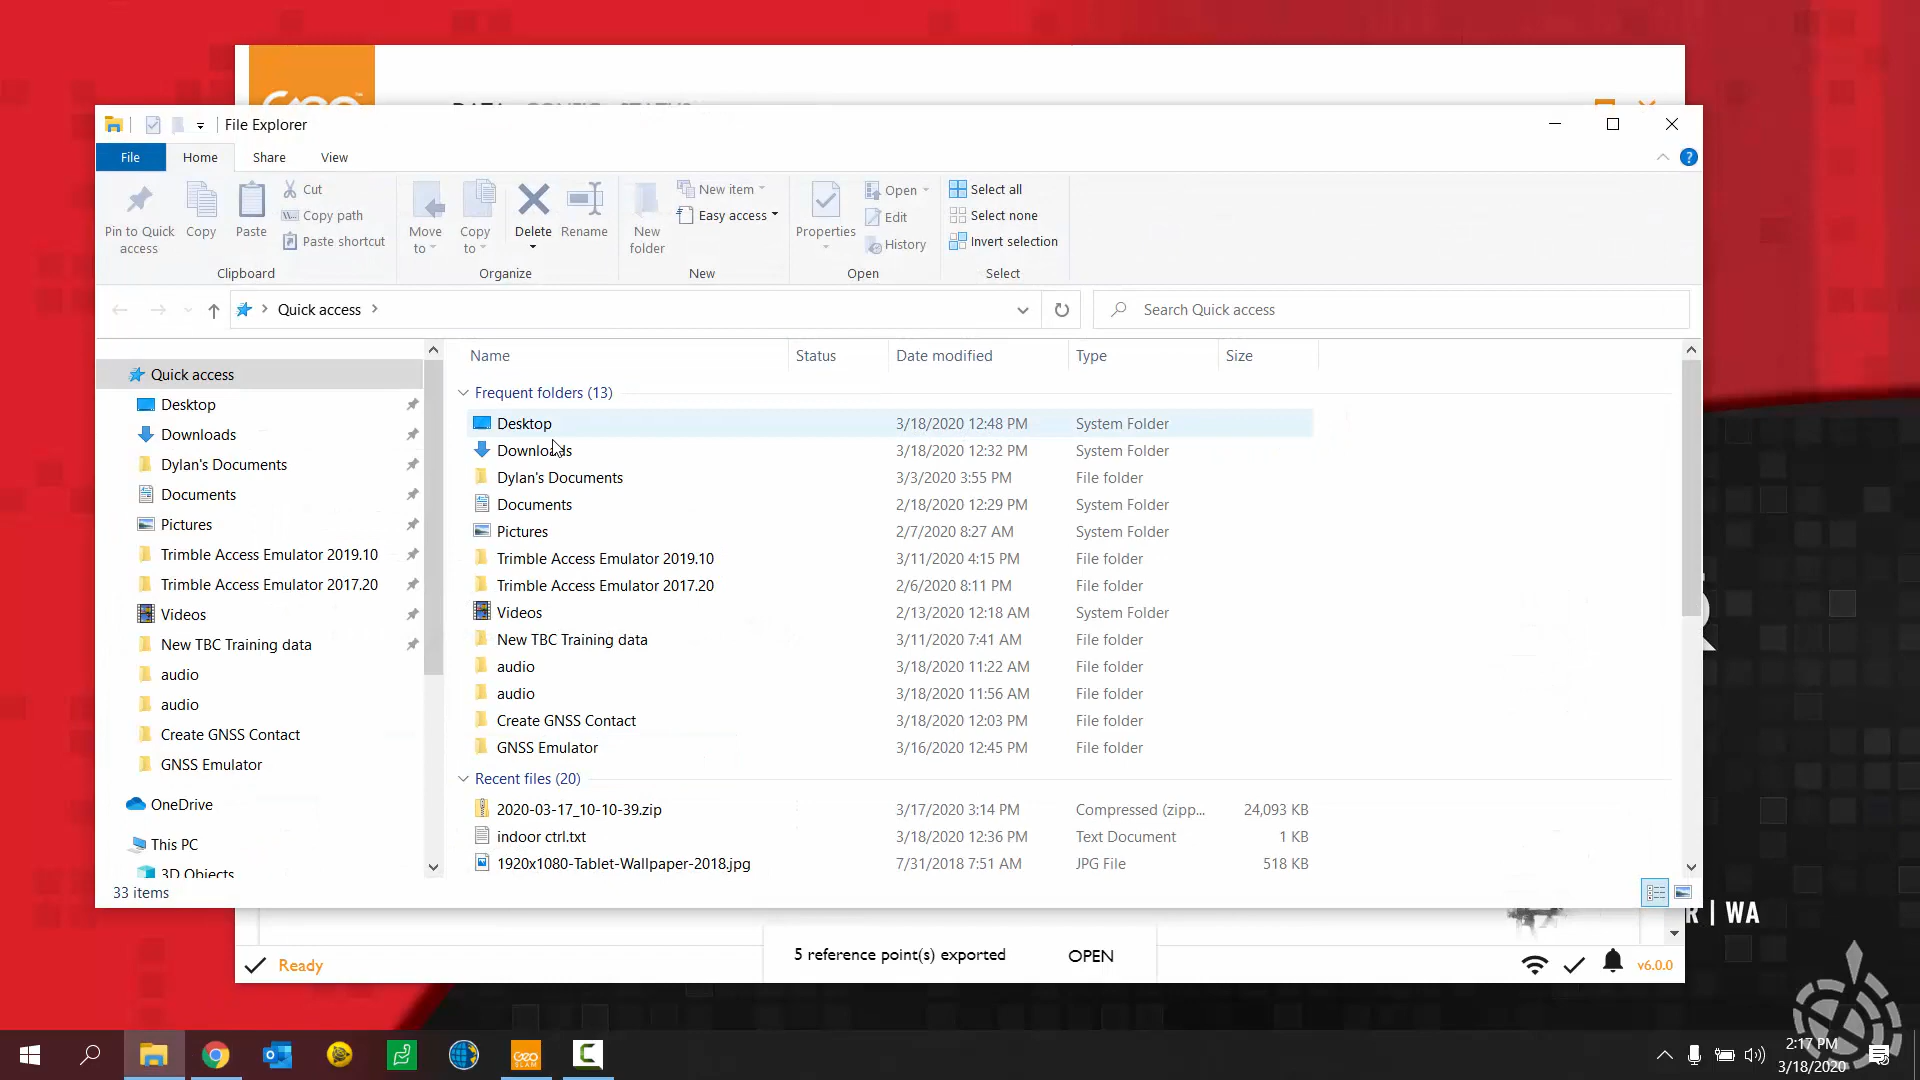 File Explorer
File Home Share View
Pin to Quick access
Copy
Paste
Cut
Copy path
Paste shortcut
Clipboard
Move to
Copy to
Delete
Rename
Organize
New folder
New item
Easy access
New
Properties
Open
Edit
History
Open
Select all
Select none
Invert selection
Select
Quick access
Search Quick access
Name Status Date modified Type Size
Quick access
Desktop
Downloads
Dylan's Documents
Documents
Pictures
Trimble Access Emulator 2019.10
Trimble Access Emulator 2017.20
Videos
New TBC Training data
audio
audio
Create GNSS Contact
GNSS Emulator
OneDrive
This PC
3D Objects
Frequent folders (13)
Desktop 3/18/2020 12:48 PM System Folder
Downloads 3/18/2020 12:32 PM System Folder
Dylan's Documents 3/3/2020 3:55 PM File folder
Documents 2/18/2020 12:29 PM System Folder
Pictures 2/7/2020 8:27 AM System Folder
Trimble Access Emulator 2019.10 3/11/2020 4:15 PM File folder
Trimble Access Emulator 2017.20 2/6/2020 8:11 PM File folder
Videos 2/13/2020 12:18 AM System Folder
New TBC Training data 3/11/2020 7:41 AM File folder
audio 3/18/2020 11:22 AM File folder
audio 3/18/2020 11:56 AM File folder
Create GNSS Contact 3/18/2020 12:03 PM File folder
GNSS Emulator 3/16/2020 12:45 PM File folder
Recent files (20)
2020-03-17_10-10-39.zip 3/17/2020 3:14 PM Compressed (zipp... 24,093 KB
indoor ctrl.txt 3/18/2020 12:36 PM Text Document 1 KB
1920x1080-Tablet-Wallpaper-2018.jpg 7/31/2018 7:51 AM JPG File 518 KB
33 items
R | WA
Ready
5 reference point(s) exported OPEN
v6.0.0
GEO SLAM
2:17 PM
3/18/2020